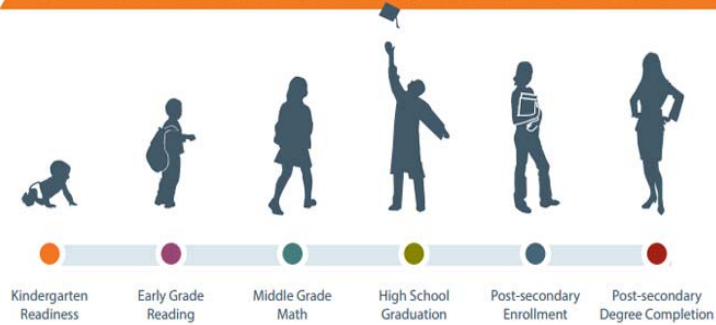 Kindergarten
Readiness
Early Grade
Reading
Middle Grade
Math
High School
Graduation
Post-secondary
Enrollment
Post-secondary
Degree Completion